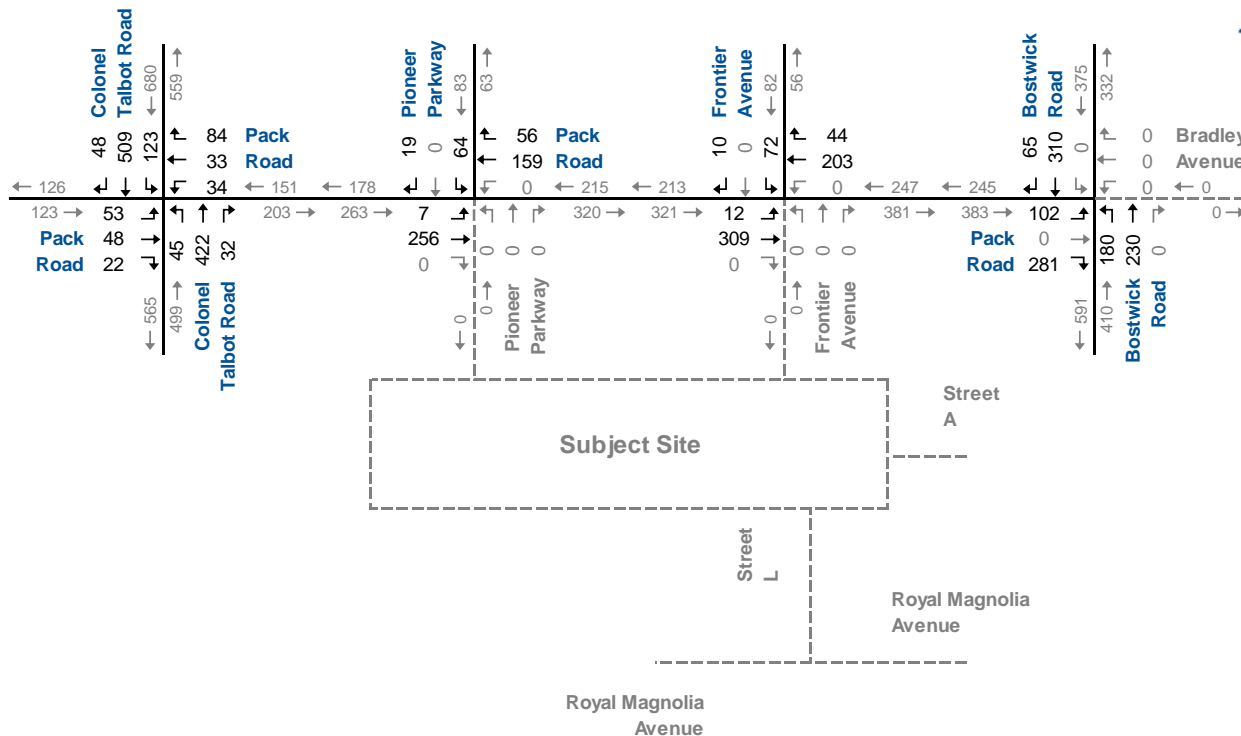 Colonel
Talbot Road
← 680
559 →
48
509
123
84 Pack
33 Road
34
← 126
← 151
← 178
123 →
53
Pack 48
Road 22
203 →
263 →
45
422
32
← 565
499 →
Colonel
Talbot Road
Pioneer
Parkway
← 83
63 →
19
0
64
56 Pack
159 Road
0
← 215
← 213
7
256
0
320 →
321 →
0
0
0
← 0
0 →
Pioneer
Parkway
Frontier
Avenue
← 82
56 →
10
0
72
44
203
0
← 247
← 245
12
309
0
381 →
383 →
0
0
0
← 0
0 →
Frontier
Avenue
Bostwick
Road
← 375
332 →
65
310
0
0 Bradley
0 Avenue
0
← 0
102
Pack 0
Road 281
0 →
180
230
0
← 591
410 →
Bostwick
Road
Subject Site
Street
A
Street
L
Royal Magnolia
Avenue
Royal Magnolia
Avenue